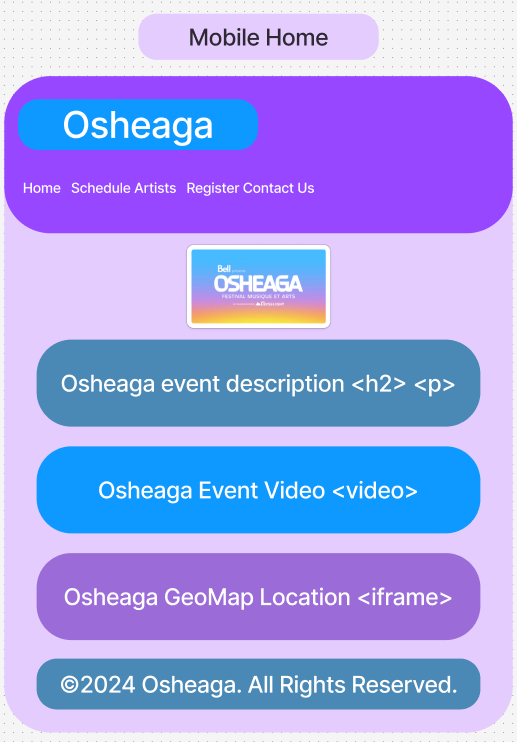 Mobile Home
Osheaga
Home Schedule Artists Register Contact Us
Bell
OSHEAGA
FESTIVAL MUSIQUE ET ARTS
Osheaga event description <h2> <p>
Osheaga Event Video <video>
Osheaga GeoMap Location <iframe>
©2024 Osheaga. All Rights Reserved.